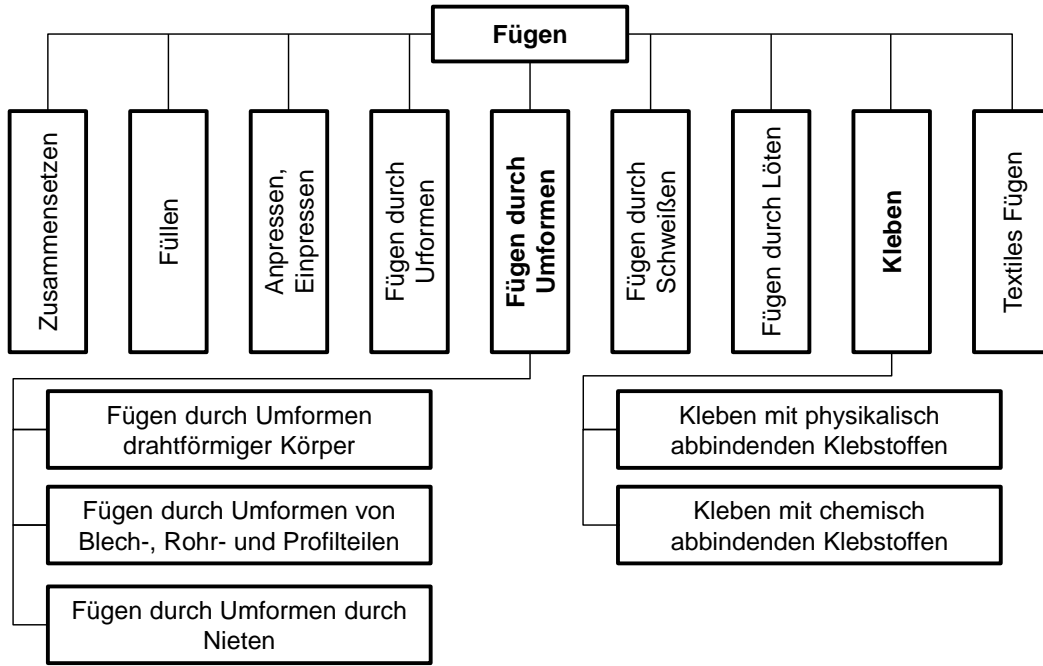 Fügen
Zusammensetzen
Füllen
Anpressen,
Einpressen
Fügen durch
Urformen
Fügen durch
Umformen
Fügen durch
Schweißen
Fügen durch Löten
Kleben
Textiles Fügen
Fügen durch Umformen
drahtförmiger Körper
Fügen durch Umformen von
Blech-, Rohr- und Profilteilen
Fügen durch Umformen durch
Nieten
Kleben mit physikalisch
abbindenden Klebstoffen
Kleben mit chemisch
abbindenden Klebstoffen